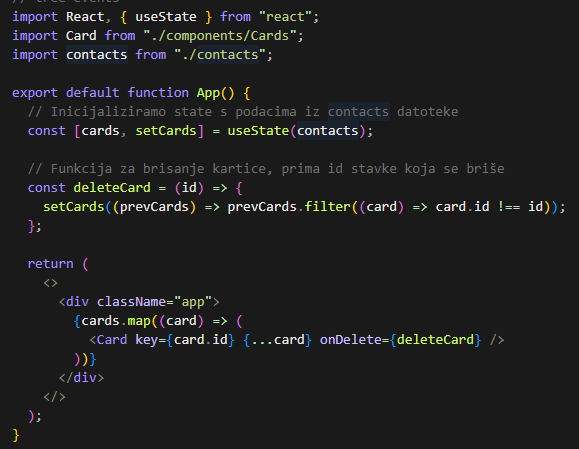 // tree events
import React, { useState } from "react";
import Card from "./components/Cards";
import contacts from "./contacts";
export default function App() {
// Inicijaliziramo state s podacima iz contacts datoteke
const [cards, setCards] = useState(contacts);
// Funkcija za brisanje kartice, prima id stavke koja se briše
const deleteCard = (id) => {
setCards((prevCards) => prevCards.filter((card) => card.id !== id));
};
return (
<>
<div className="app">
{cards.map((card) => (
<Card key={card.id} {...card} onDelete={deleteCard} />
))}
</div>
</>
);
}